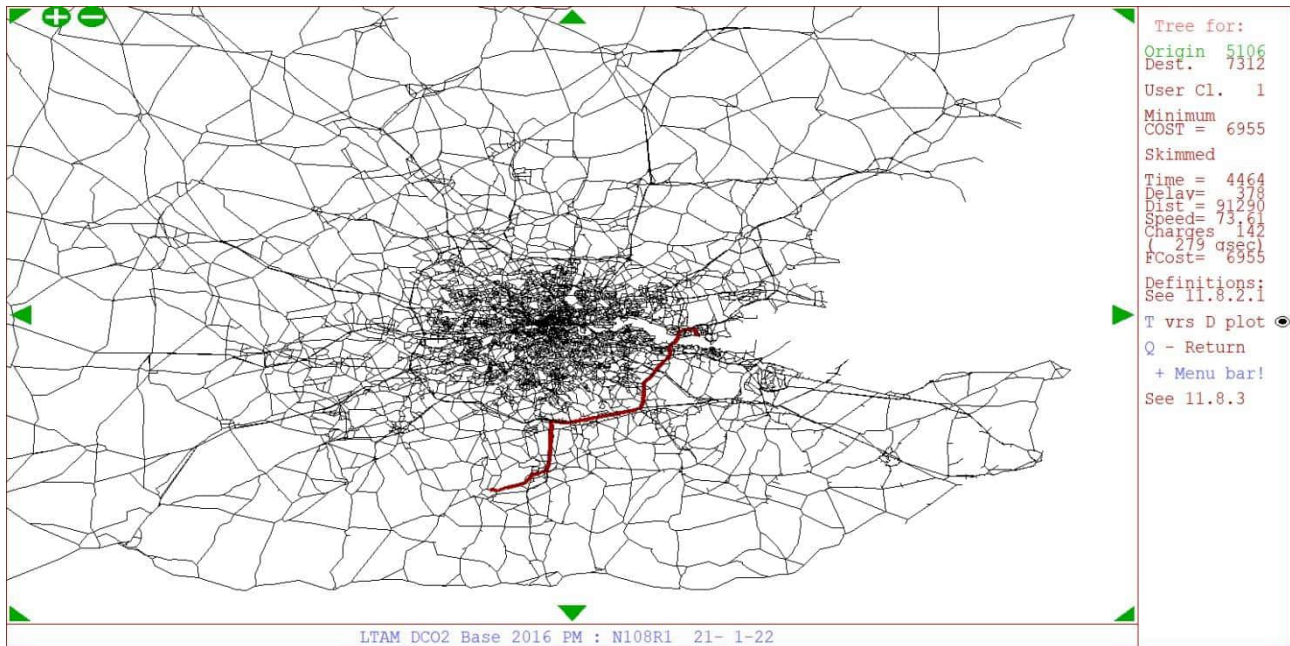 Tree for:
Origin 5106
Dest. 7312
User Cl. 1
Minimum
COST = 6955
Skimmed
Time = 4464
Delay= 378
Dist = 91290
Speed= 73.61
Charges 142
( 279 gsec)
FCost= 6955
Definitions:
See 11.8.2.1
T vrs D plot
Q - Return
+ Menu bar!
See 11.8.3
LTAM DCO2 Base 2016 PM : N108R1 21- 1-22